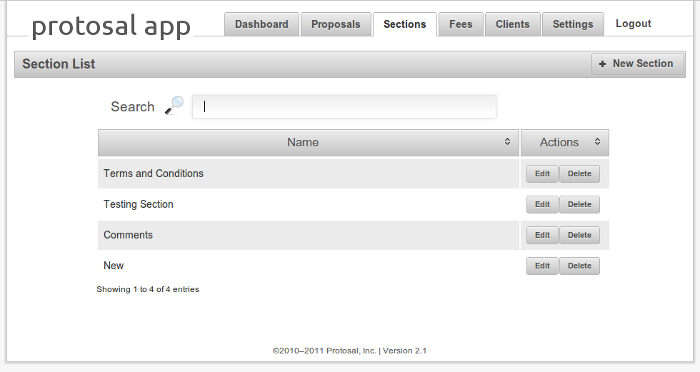 protosal app
Dashboard Proposals Sections Fees Clients Settings Logout
Section List + New Section
Search
Name Actions
Terms and Conditions Edit Delete
Testing Section Edit Delete
Comments Edit Delete
New Edit Delete
Showing 1 to 4 of 4 entries
©2010–2011 Protosal, Inc. | Version 2.1